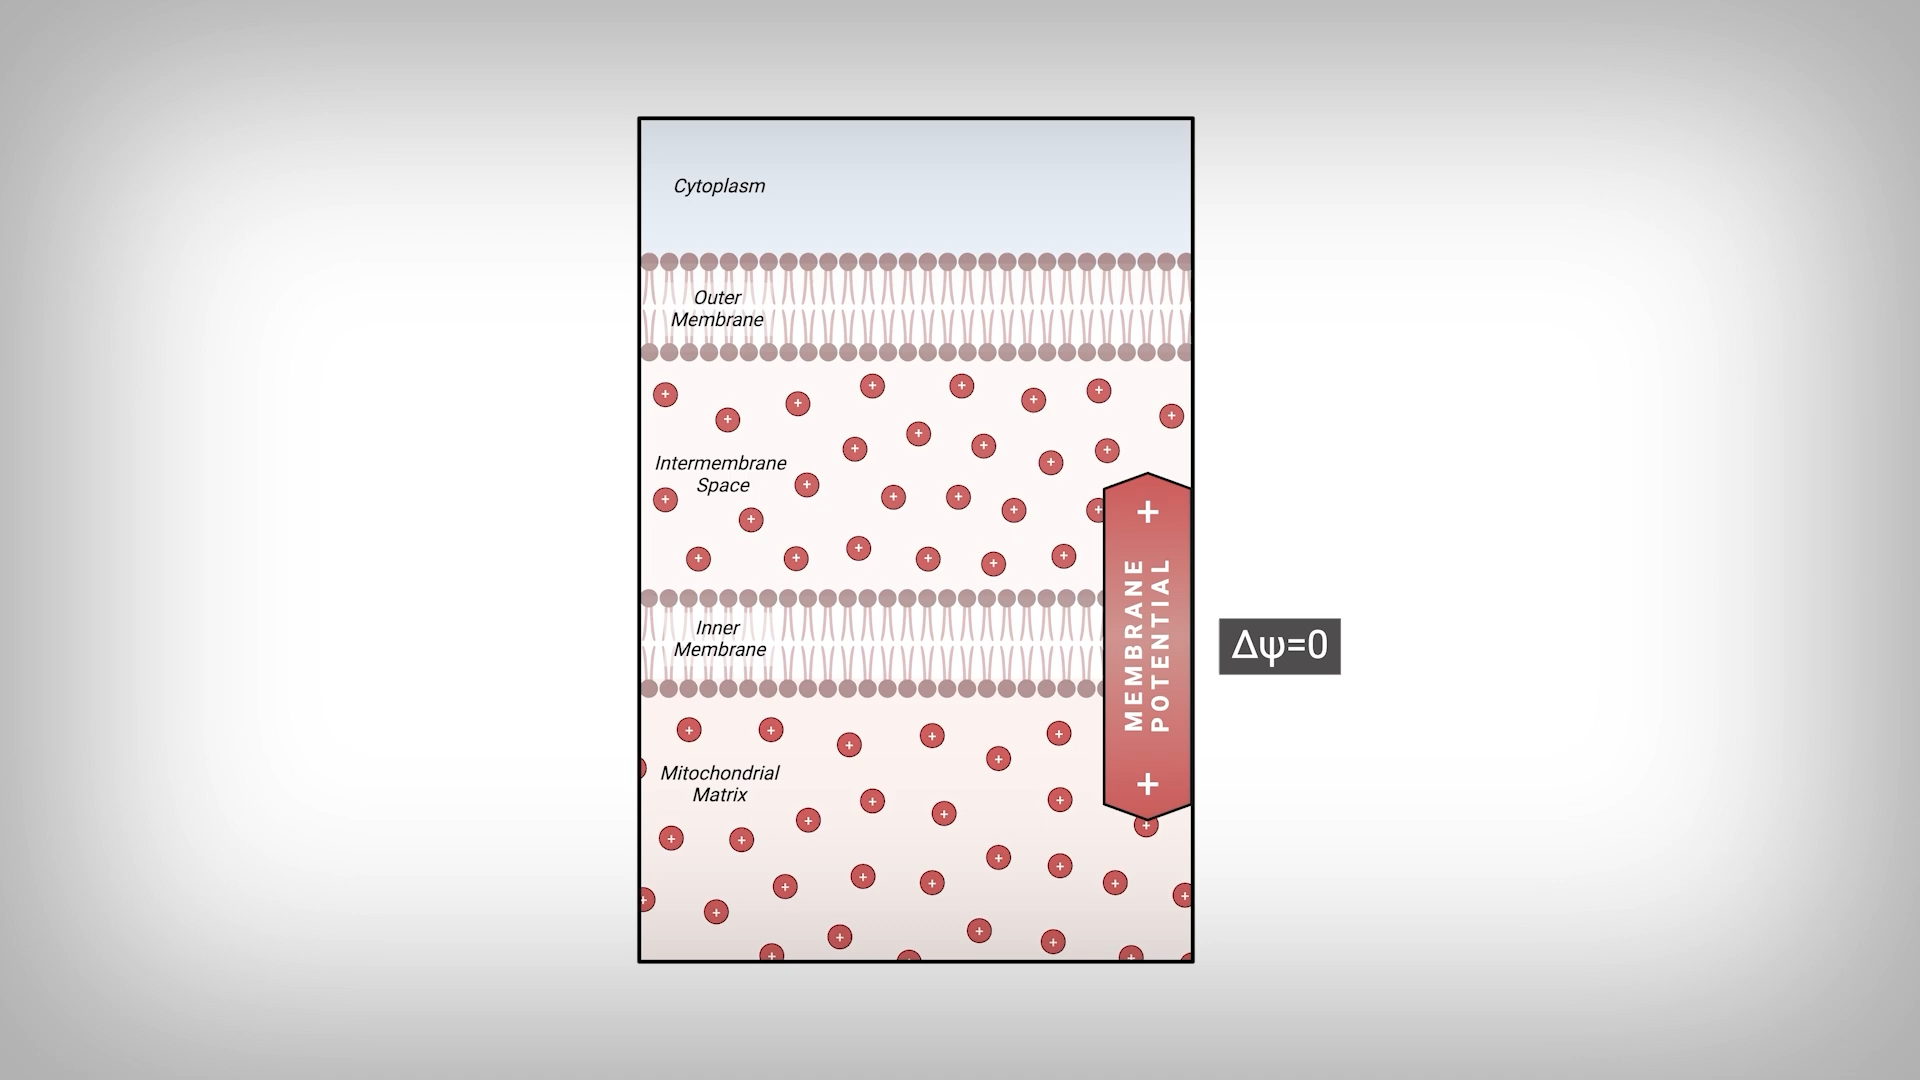 Cytoplasm
Outer
Membrane
Intermembrane
Space
Inner
Membrane
Mitochondrial
Matrix
+
MEMBRANE
POTENTIAL
+
Δψ=0